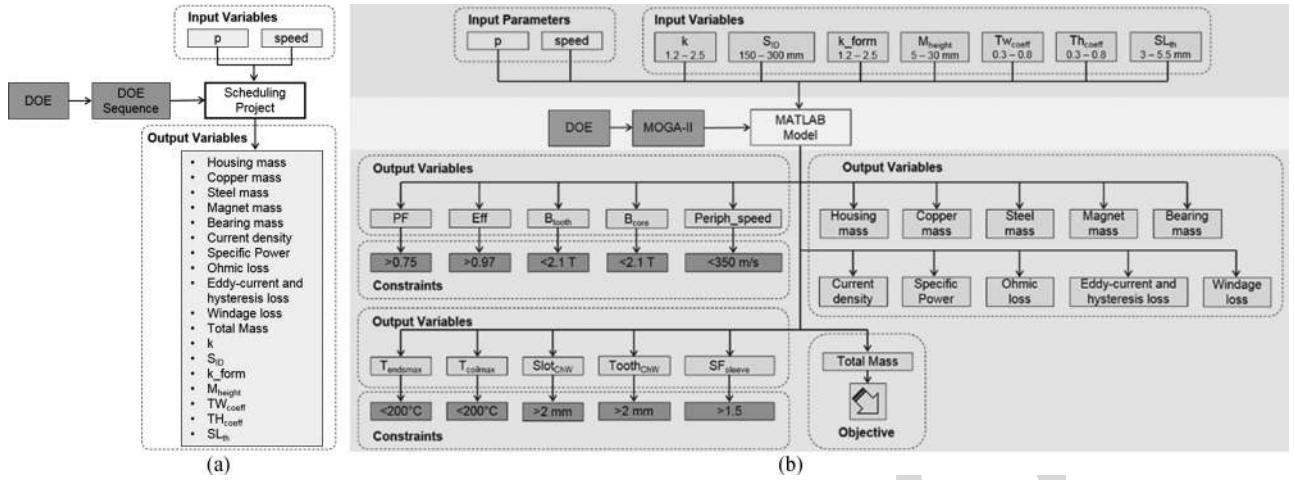 Input Variables
p
speed
DOE
DOE
Sequence
Scheduling
Project
Output Variables
• Housing mass
• Copper mass
• Steel mass
• Magnet mass
• Bearing mass
• Current density
• Specific Power
• Ohmic loss
• Eddy-current and
hysteresis loss
• Windage loss
• Total Mass
• k
• S_ID
• k_form
• M_height
• TW_coeff
• TH_coeff
• SL_th
(a)
Input Parameters
p
speed
Input Variables
k
1.2 – 2.5
S_ID
150 – 300 mm
k_form
1.2 – 2.5
M_height
5 – 30 mm
Tw_coeff
0.3 – 0.8
Th_coeff
0.3 – 0.8
SL_th
3 – 5.5 mm
DOE
MOGA-II
MATLAB
Model
Output Variables
PF
Eff
B_tooth
B_core
Periph_speed
>0.75
>0.97
<2.1 T
<2.1 T
<350 m/s
Constraints
Output Variables
Housing
mass
Copper
mass
Steel
mass
Magnet
mass
Bearing
mass
Current
density
Specific
Power
Ohmic
loss
Eddy-current and
hysteresis loss
Windage
loss
Output Variables
T_endsmax
T_coilmax
Slot_ChW
Tooth_ChW
SF_sleeve
<200°C
<200°C
>2 mm
>2 mm
>1.5
Constraints
Total Mass
Objective
(b)